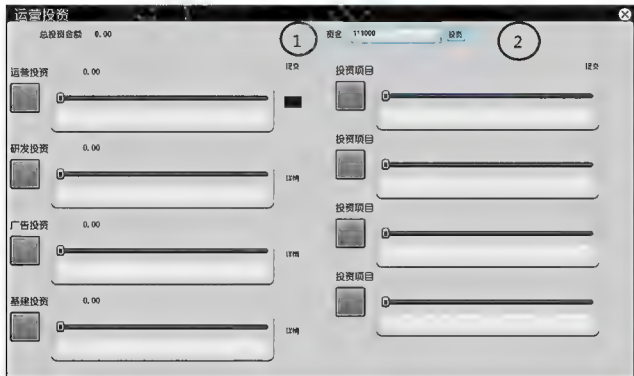 运营投资
总投资金额 0.00
1
资金 111000 投资
2
运营投资 0.00
提交
研发投资 0.00
详细
广告投资 0.00
详细
基建投资 0.00
详细
投资项目
提交
投资项目
投资项目
投资项目